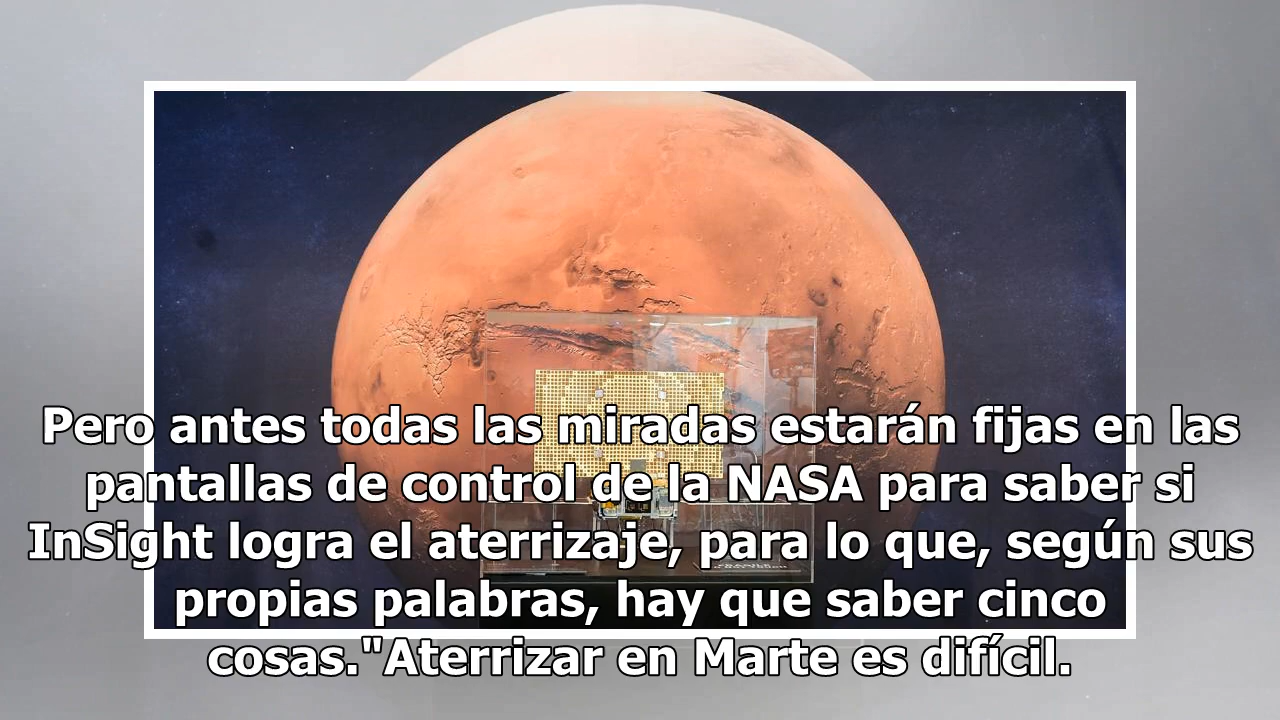 Pero antes todas las miradas estarán fijas en las
pantallas de control de la NASA para saber si
InSight logra el aterrizaje, para lo que, según sus
propias palabras, hay que saber cinco
cosas."Aterrizar en Marte es difícil.